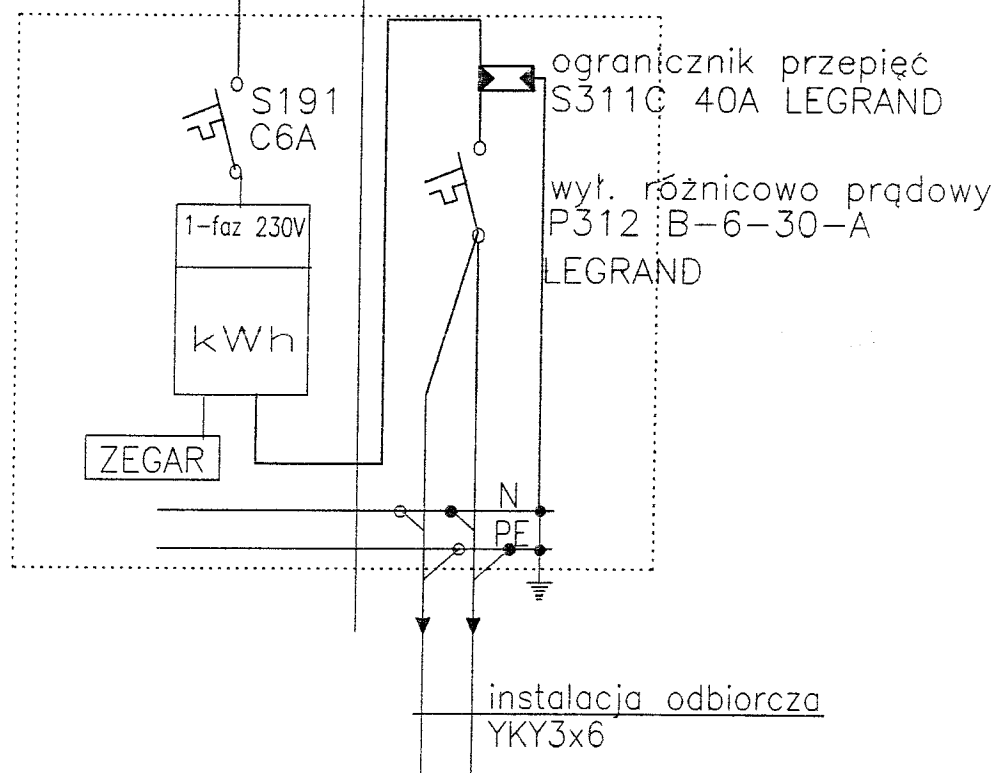 ogranicznik przepięć
S311C 40A LEGRAND
S191
C6A
wył. różnicowo prądowy
P312 B-6-30-A
LEGRAND
1-faz 230V
kWh
ZEGAR
N
PE
instalacja odbiorcza
YKY3x6